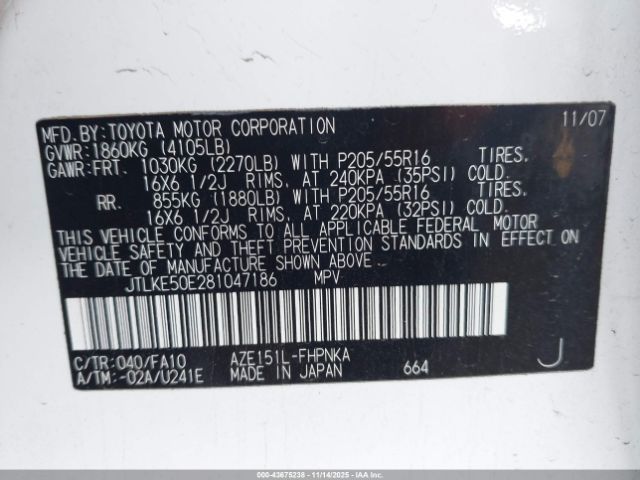 11/07
MFD.BY:TOYOTA MOTOR CORPORATION
GVWR:1860KG (4105LB)
GAWR:FRT. 1030KG (2270LB) WITH P205/55R16 TIRES,
16X6 1/2J RIMS, AT 240KPA (35PSI) COLD.
RR. 855KG (1880LB) WITH P205/55R16 TIRES,
16X6 1/2J RIMS, AT 220KPA (32PSI) COLD.
THIS VEHICLE CONFORMS TO ALL APPLICABLE FEDERAL MOTOR
VEHICLE SAFETY AND THEFT PREVENTION STANDARDS IN EFFECT ON
THE DATE OF MANUFACTURE SHOWN ABOVE.
JTLKE50E281047186 MPV
C/TR:040/FA10 AZE151L-FHPNKA
A/TM:-02A/U241E MADE IN JAPAN 664 J
000-43675238 - 11/14/2025 - IAA Inc. All Rights Reserved